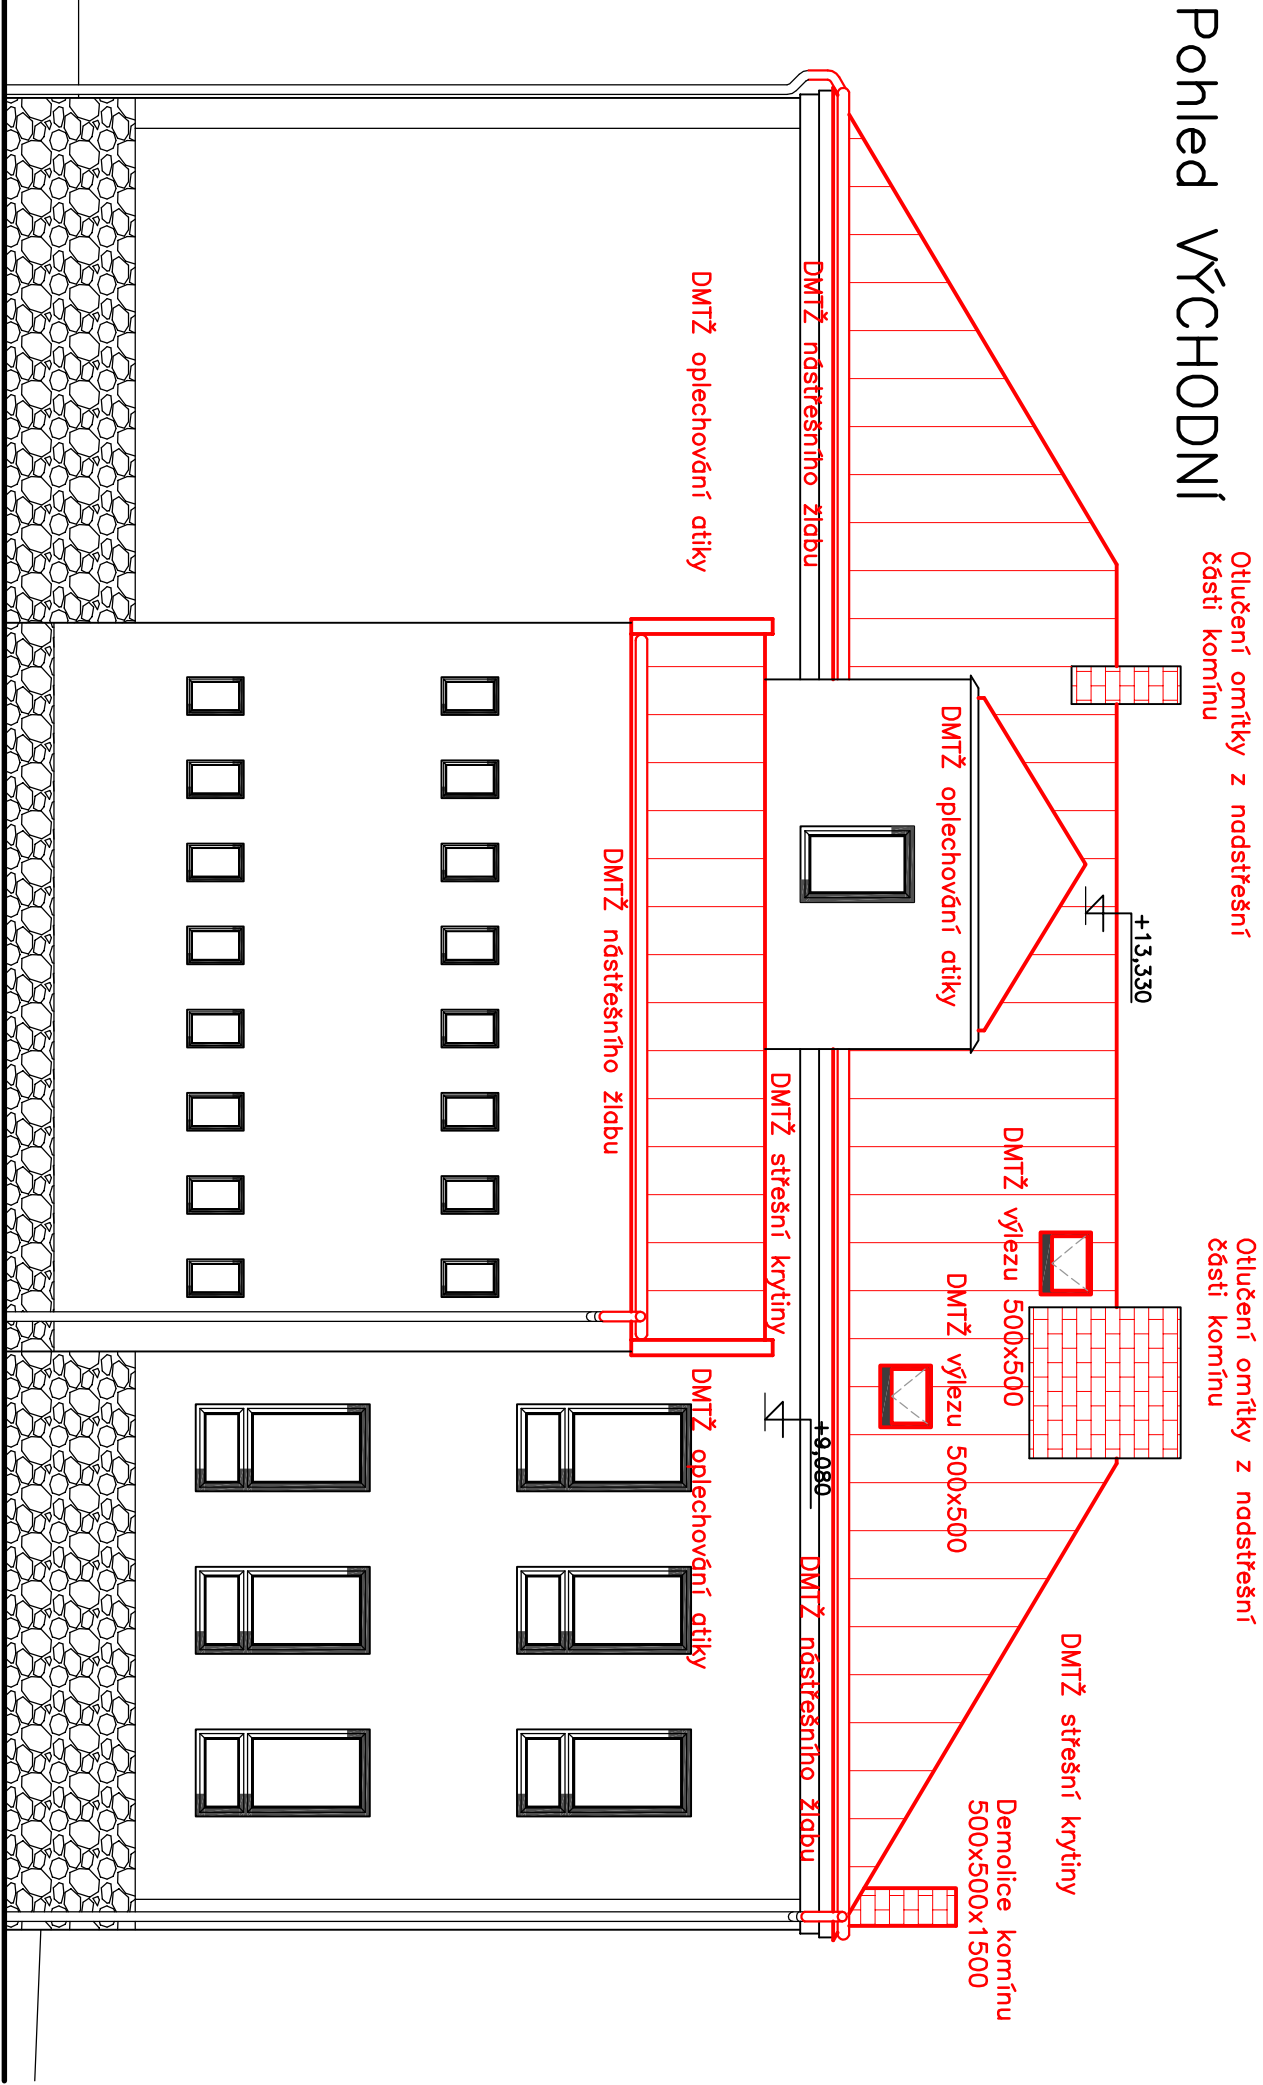 Pohled VÝCHODNÍ
Otlučení omítky z nadstřešní
části komínu
Otlučení omítky z nadstřešní
části komínu
+13,330
DMTŽ střešní krytiny
DMTŽ výlezu 500x500
DMTŽ výlezu 500x500
Demolice komínu
500x500x1500
DMTŽ oplechování atiky
DMTŽ nástřešního žlabu
+9,080
DMTŽ nástřešního žlabu
DMTŽ střešní krytiny
DMTŽ oplechování atiky
DMTŽ oplechování atiky
DMTŽ nástřešního žlabu